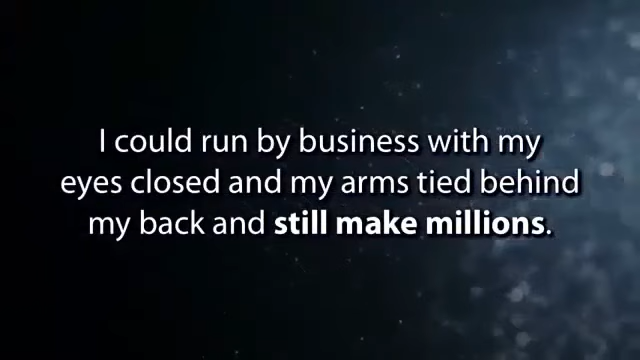 I could run by business with my
eyes closed and my arms tied behind
my back and still make millions.